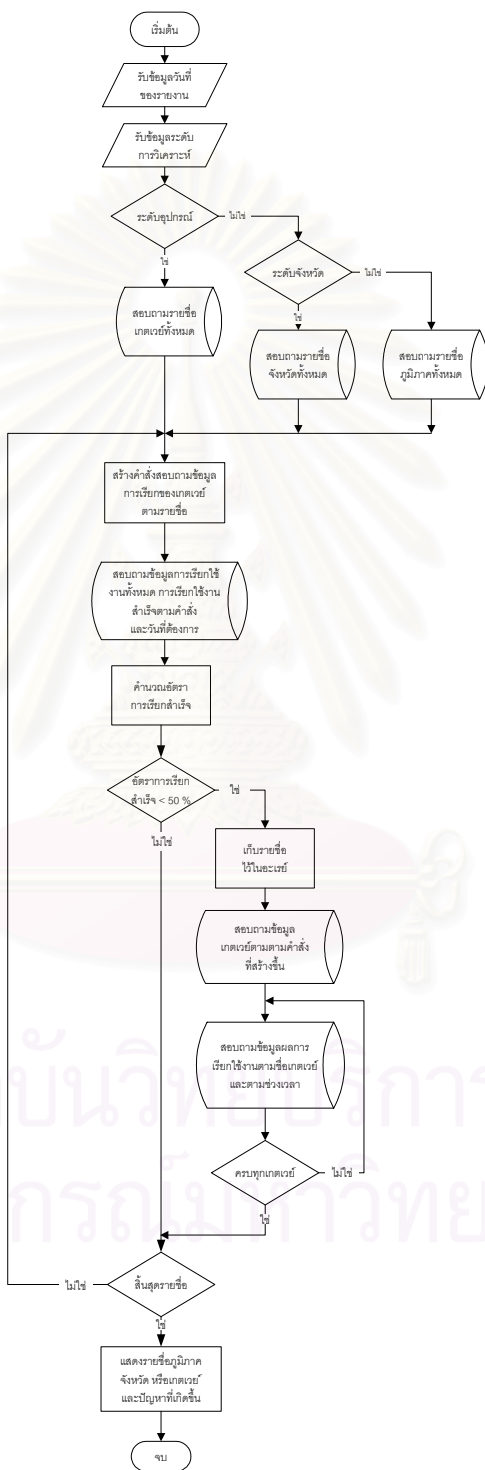 เริ่มต้น
รับข้อมูลวันที่
ของรายงาน
รับข้อมูลระดับ
การวิเคราะห์
ระดับอุปกรณ์
ไม่ใช่
ใช่
ระดับจังหวัด
ไม่ใช่
ใช่
สอบถามรายชื่อ
เกตเวย์ทั้งหมด
สอบถามรายชื่อ
จังหวัดทั้งหมด
สอบถามรายชื่อ
ภูมิภาคทั้งหมด
สร้างคำสั่งสอบถามข้อมูล
การเรียกของเกตเวย์
ตามรายชื่อ
สอบถามข้อมูลการเรียกใช้
งานทั้งหมด การเรียกใช้งาน
สำเร็จตามคำสั่ง
และวันที่ต้องการ
คำนวณอัตรา
การเรียกสำเร็จ
อัตราการเรียก
สำเร็จ < 50 %
ใช่
ไม่ใช่
เก็บรายชื่อ
ไว้ในอะเรย์
สอบถามข้อมูล
เกตเวย์ตามตามคำสั่ง
ที่สร้างขึ้น
สอบถามข้อมูลผลการ
เรียกใช้งานตามชื่อเกตเวย์
และตามช่วงเวลา
ครบทุกเกตเวย์
ไม่ใช่
ใช่
สิ้นสุดรายชื่อ
ไม่ใช่
ใช่
แสดงรายชื่อภูมิภาค
จังหวัด หรือเกตเวย์
และปัญหาที่เกิดขึ้น
จบ